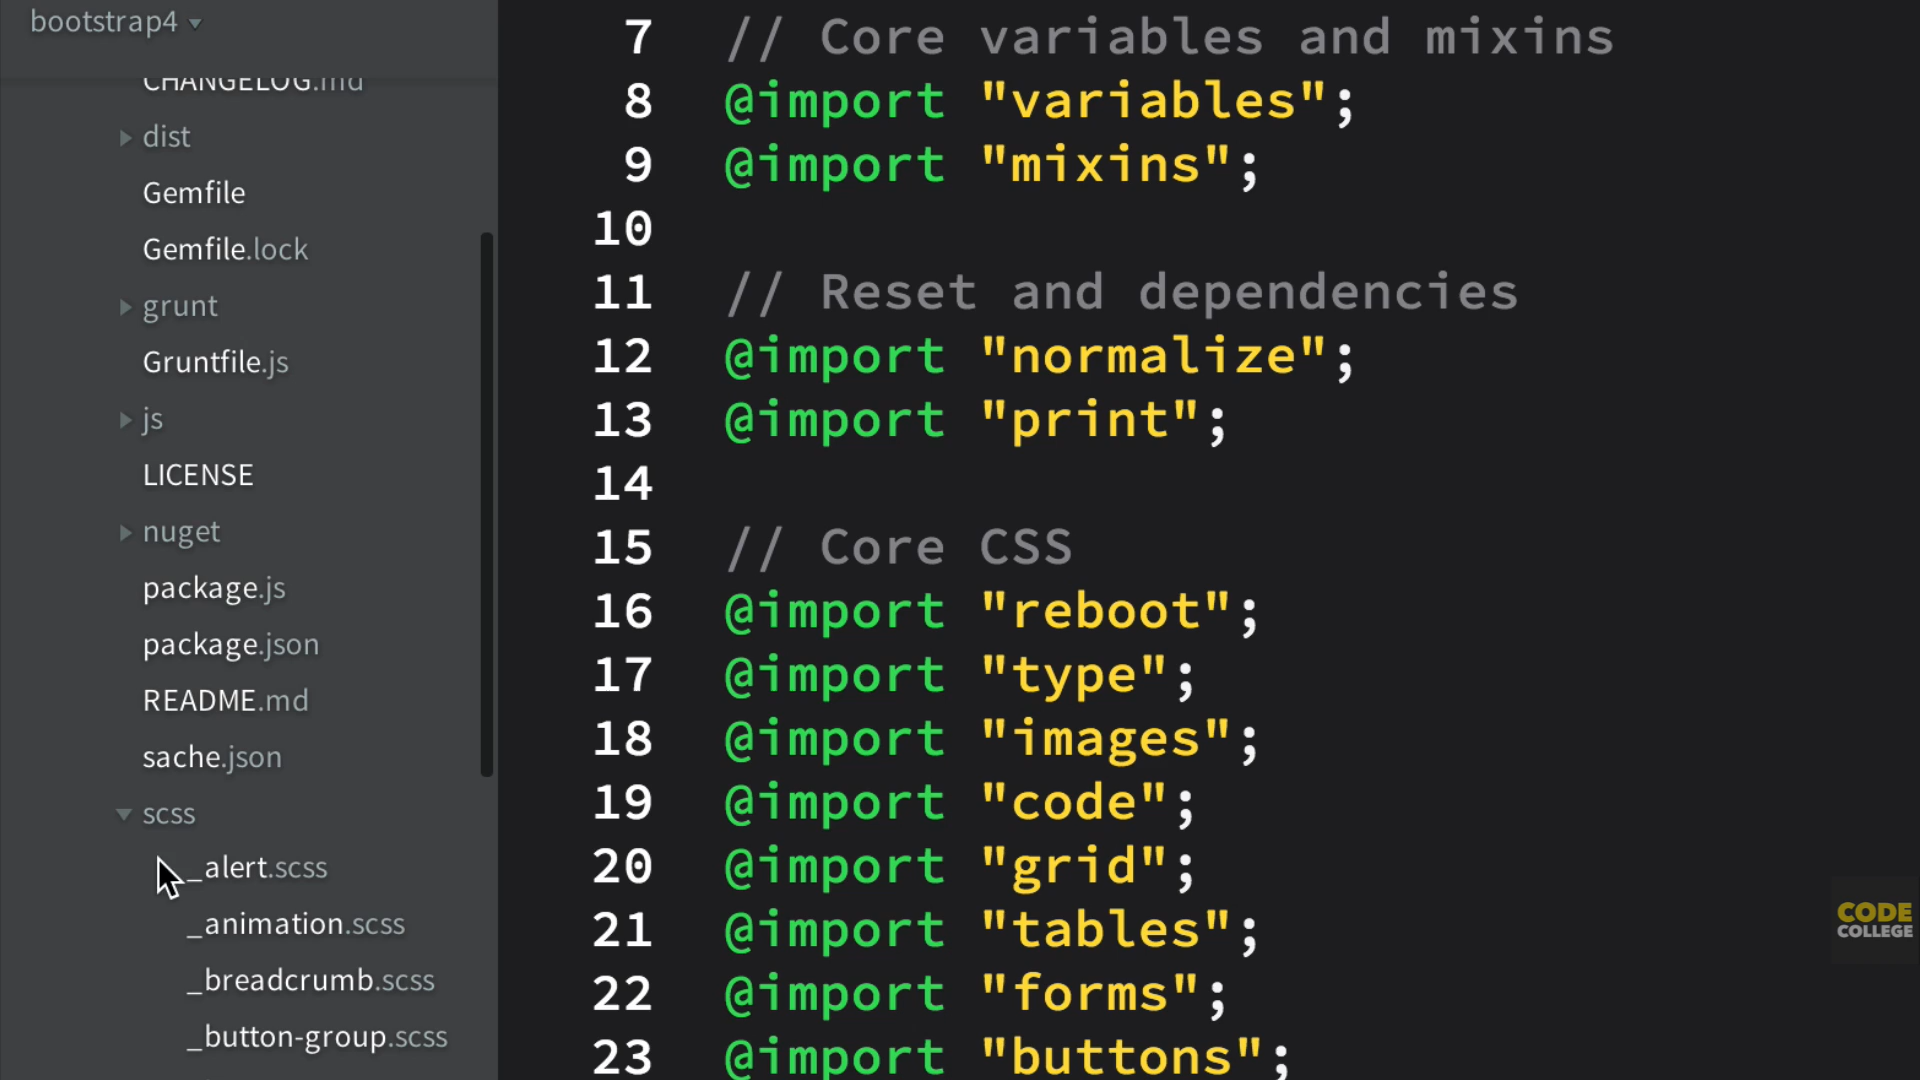 bootstrap4
CHANGELOG.md
dist
Gemfile
Gemfile.lock
grunt
Gruntfile.js
js
LICENSE
nuget
package.js
package.json
README.md
sache.json
scss
_alert.scss
_animation.scss
_breadcrumb.scss
_button-group.scss
7 // Core variables and mixins
8 @import "variables";
9 @import "mixins";
10
11 // Reset and dependencies
12 @import "normalize";
13 @import "print";
14
15 // Core CSS
16 @import "reboot";
17 @import "type";
18 @import "images";
19 @import "code";
20 @import "grid";
21 @import "tables";
22 @import "forms";
23 @import "buttons";
CODE
COLLEGE